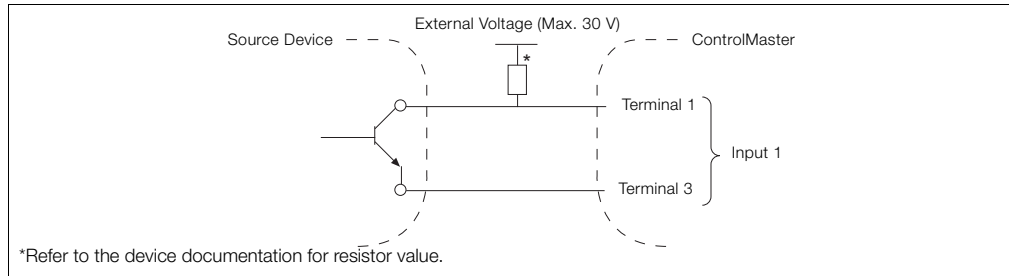 External Voltage (Max. 30 V)
Source Device
ControlMaster
*
Terminal 1
Input 1
Terminal 3
*Refer to the device documentation for resistor value.